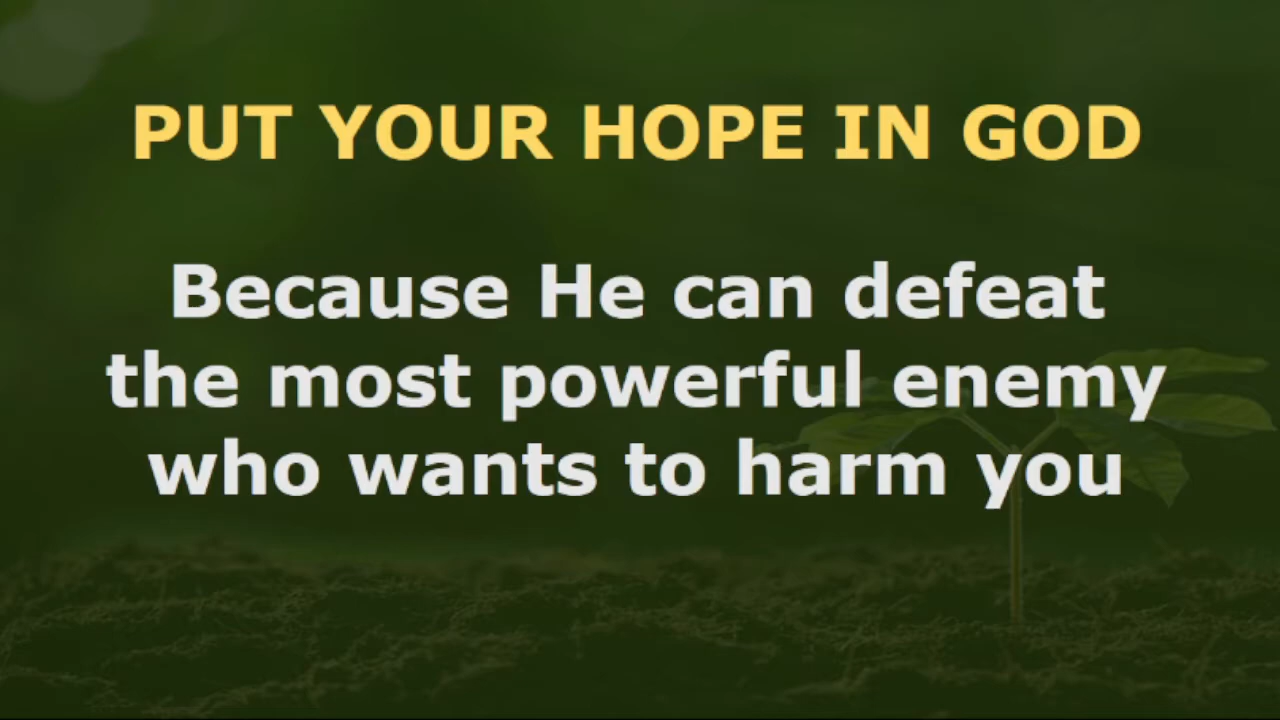 PUT YOUR HOPE IN GOD
Because He can defeat
the most powerful enemy
who wants to harm you